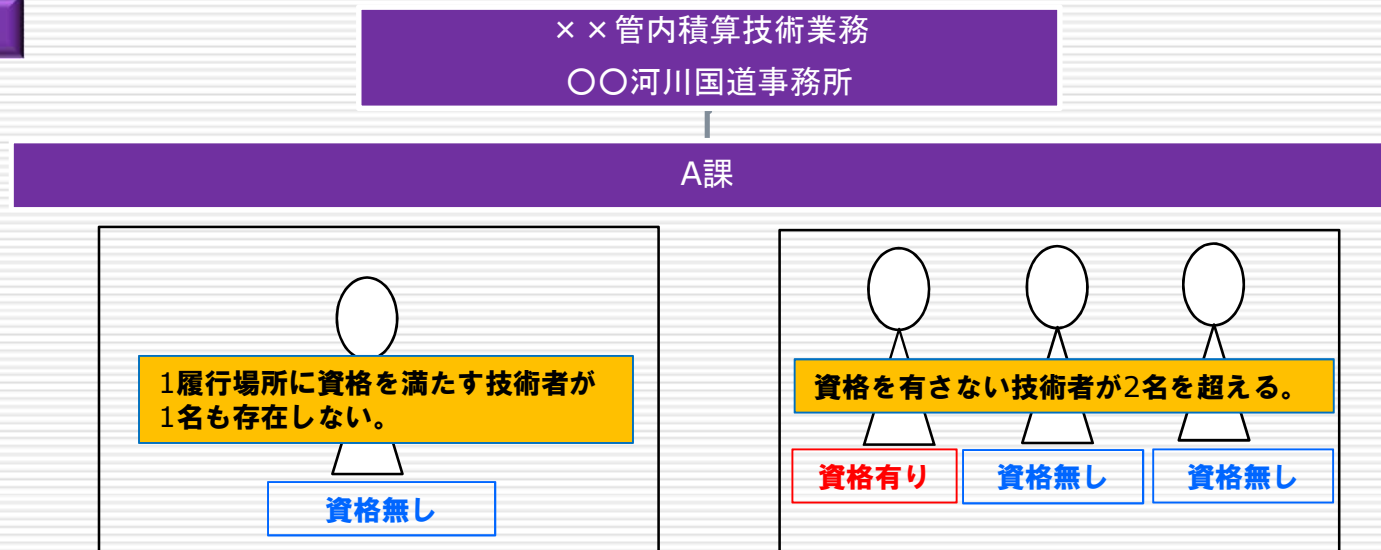 ××管内積算技術業務
〇〇河川国道事務所
A課
1履行場所に資格を満たす技術者が
1名も存在しない。
資格無し
資格を有さない技術者が2名を超える。
資格有り
資格無し
資格無し